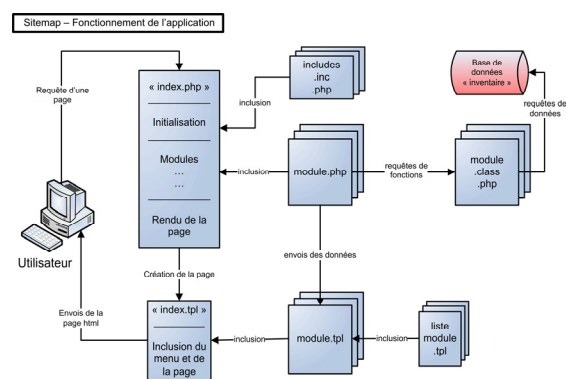 Sitemap – Fonctionnement de l'application
Requête d'une
page
« index.php »
Initialisation
Modules
...
...
Rendu de la
page
includes
.inc
.php
inclusion
Base de
données
« inventaire »
requêtes de
données
inclusion
module.php
requêtes de
fonctions
module
.class
.php
Utilisateur
Création de la page
envois des données
Envois de la
page html
« index.tpl »
Inclusion du
menu et de
la page
inclusion
module.tpl
inclusion
liste
module
.tpl